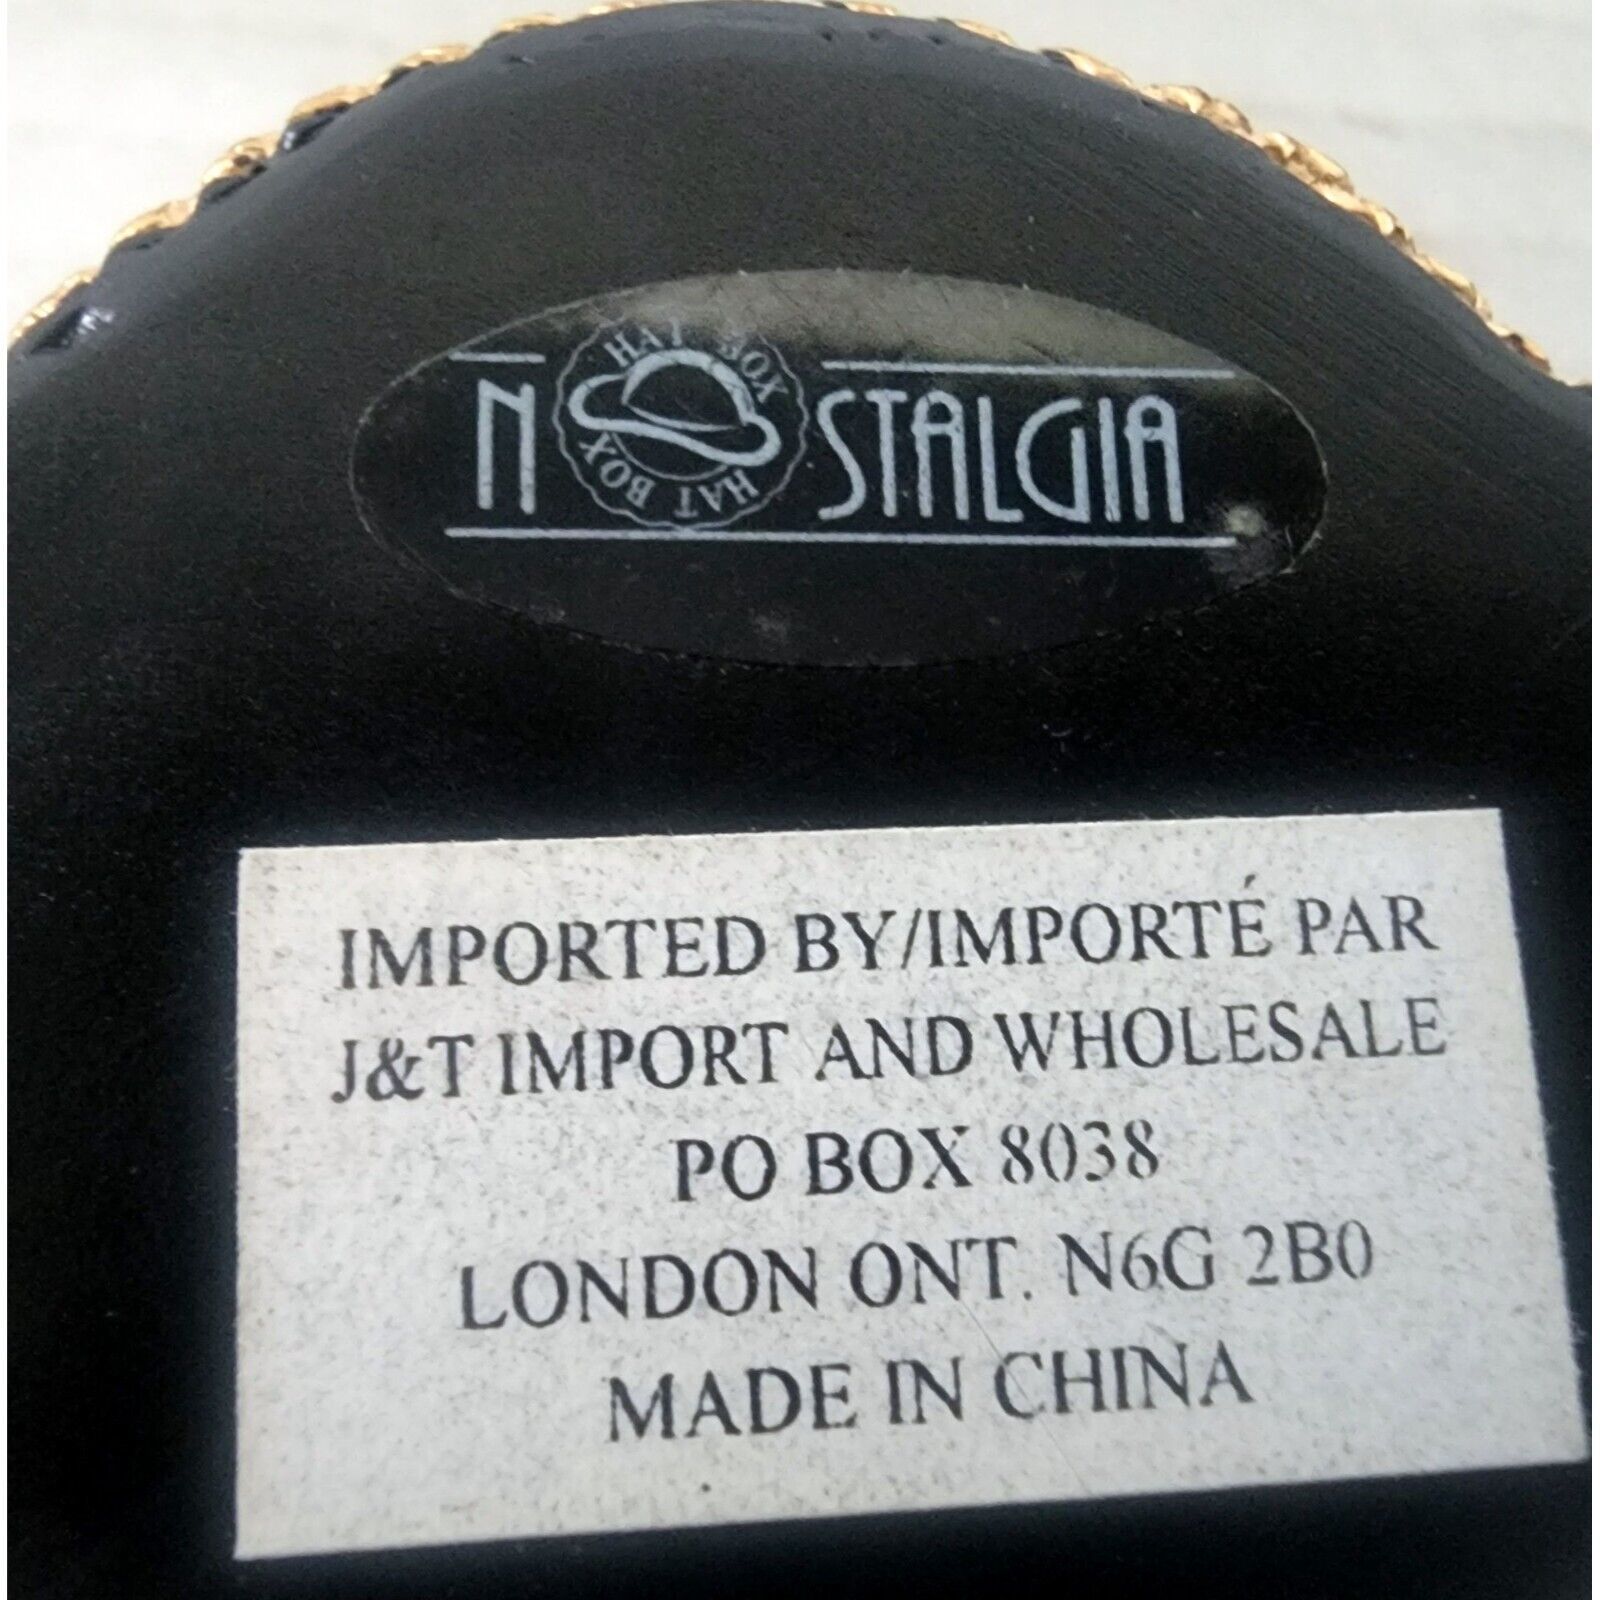 HAT BOX
NOSTALGIA
HAT BOX
IMPORTED BY/IMPORTÉ PAR
J&T IMPORT AND WHOLESALE
PO BOX 8038
LONDON ONT. N6G 2B0
MADE IN CHINA